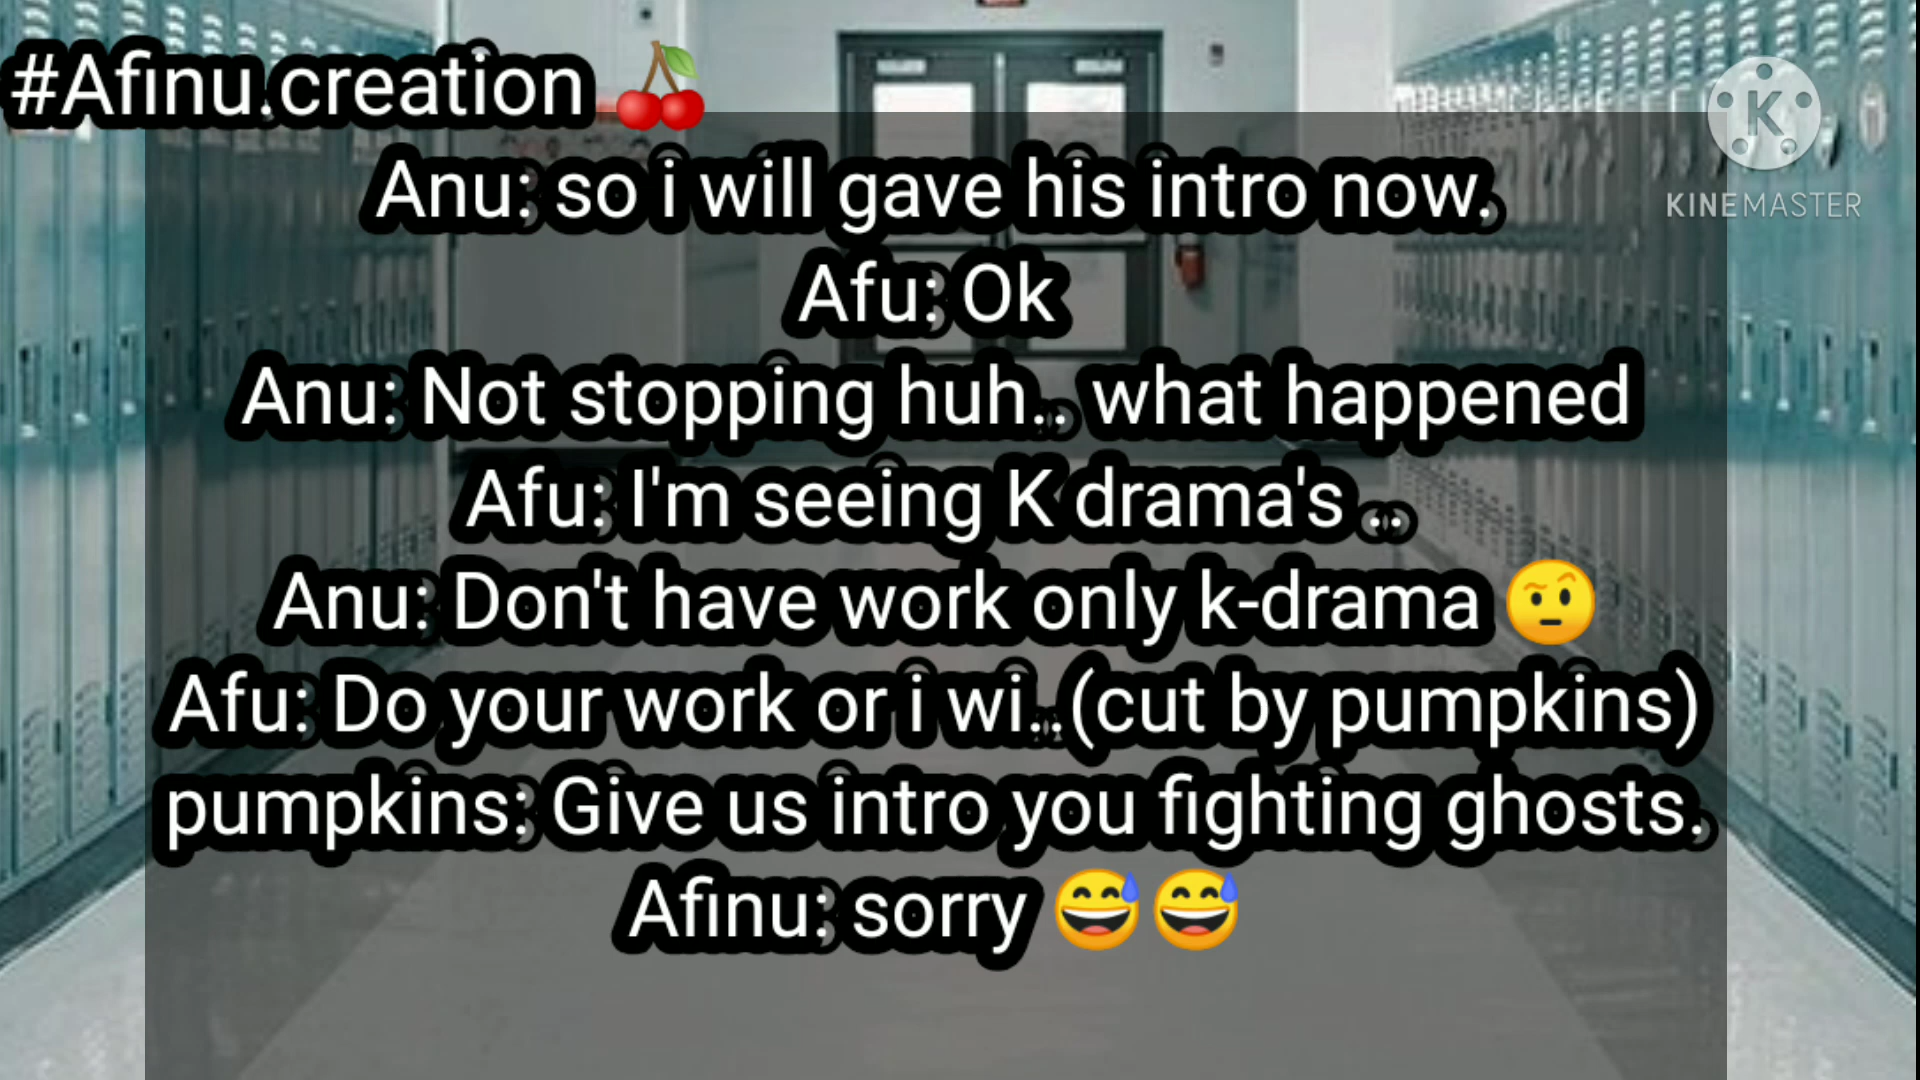 #Afinu.creation 🍒
KINEMASTER
Anu: so i will gave his intro now.
Afu: Ok
Anu: Not stopping huh.. what happened
Afu: I'm seeing K drama's ..
Anu: Don't have work only k-drama 🤨
Afu: Do your work or i wi..(cut by pumpkins)
pumpkins: Give us intro you fighting ghosts.
Afinu: sorry 😅😅